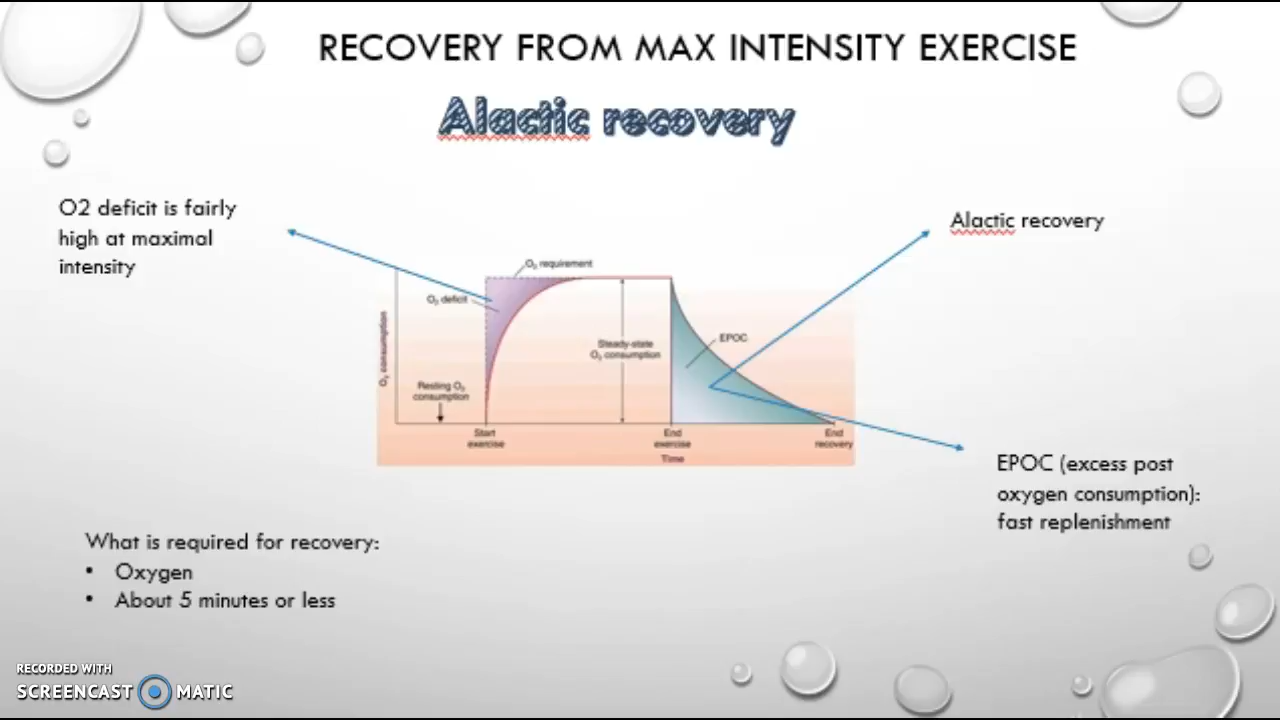 RECOVERY FROM MAX INTENSITY EXERCISE
Alactic recovery
O2 deficit is fairly
high at maximal
intensity
Alactic recovery
O₂ requirement
O₂ deficit
O₂ consumption
Steady-state
O₂ consumption
EPOC
Resting O₂
consumption
Start
exercise
End
exercise
End
recovery
Time
EPOC (excess post
oxygen consumption):
fast replenishment
What is required for recovery:
• Oxygen
• About 5 minutes or less
RECORDED WITH
SCREENCAST MATIC